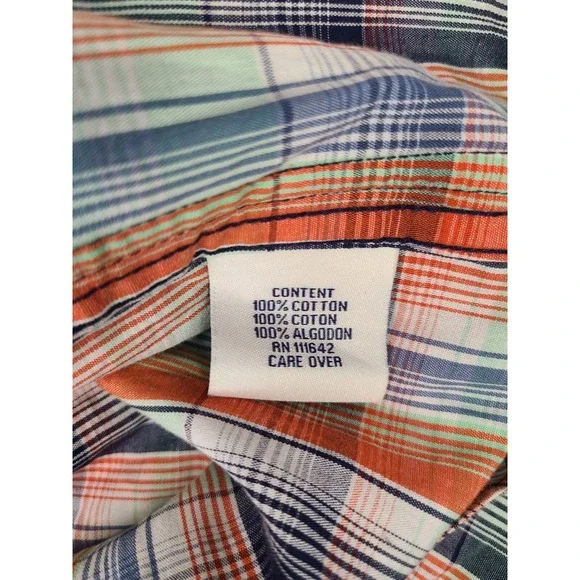 CONTENT
100% COTTON
100% COTON
100% ALGODON
RN 111642
CARE OVER